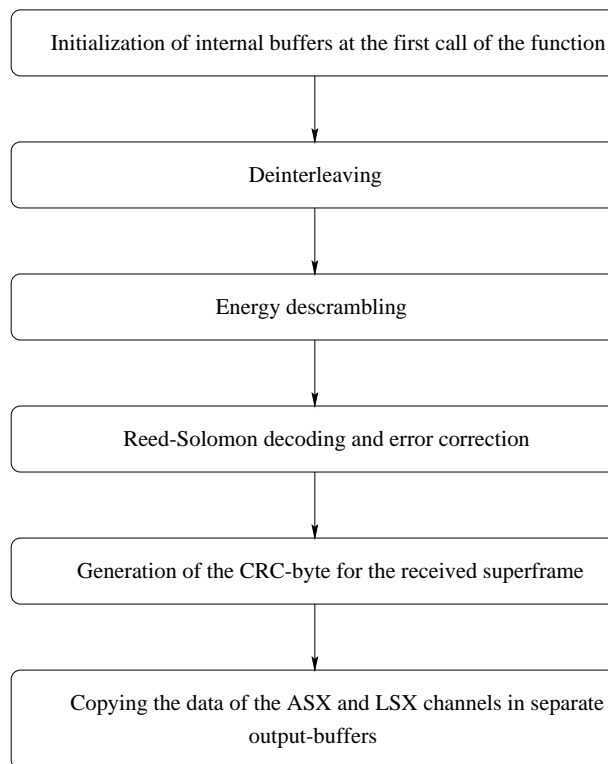 Initialization of internal buffers at the first call of the function
Deinterleaving
Energy descrambling
Reed-Solomon decoding and error correction
Generation of the CRC-byte for the received superframe
Copying the data of the ASX and LSX channels in separate
output-buffers